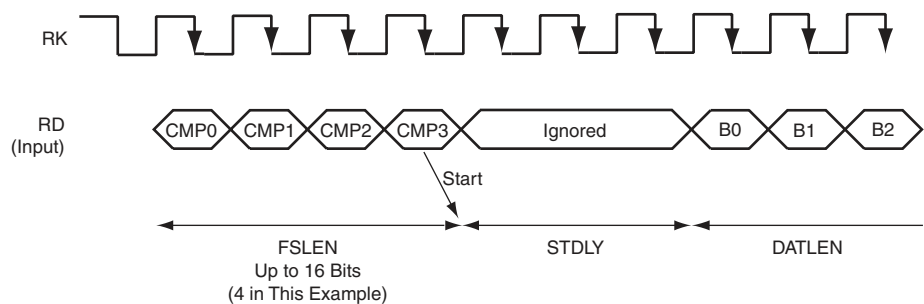 RK
RD
(Input)
CMP0 CMP1 CMP2 CMP3 Ignored B0 B1 B2
Start
FSLEN
Up to 16 Bits
(4 in This Example)
STDLY
DATLEN